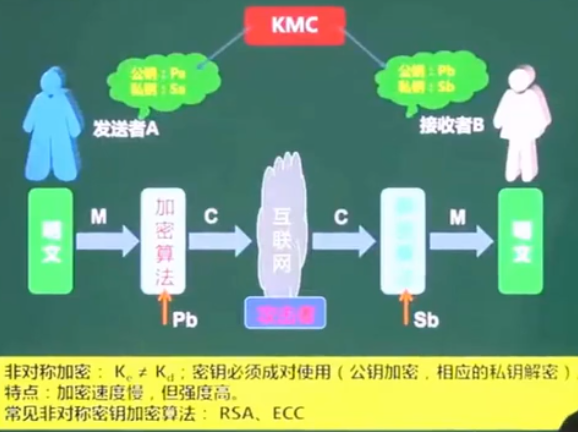 KMC
公钥：Pa
私钥：Sa
公钥：Pb
私钥：Sb
发送者A
接收者B
明文
M
加密算法
C
互联网
C
M
明文
攻击者
Pb
Sb
非对称加密： Kₑ ≠ K_d；密钥必须成对使用（公钥加密，相应的私钥解密）
特点：加密速度慢，但强度高。
常见非对称密钥加密算法： RSA、ECC